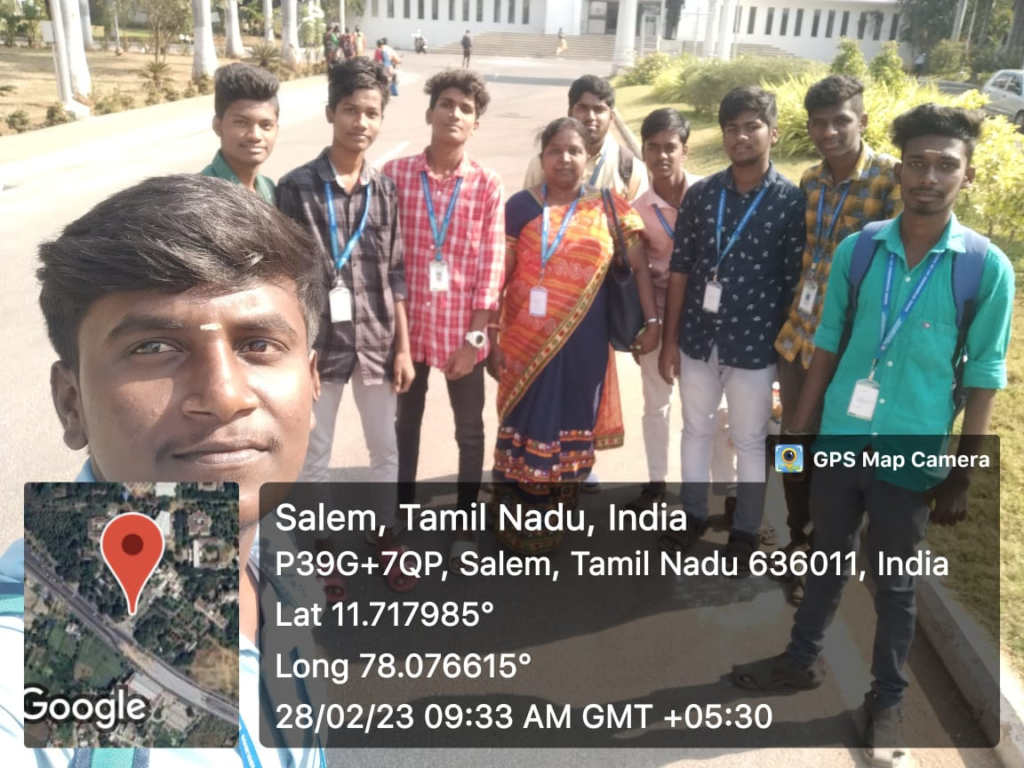 GPS Map Camera
Salem, Tamil Nadu, India
P39G+7QP, Salem, Tamil Nadu 636011, India
Lat 11.717985°
Long 78.076615°
28/02/23 09:33 AM GMT +05:30
Google